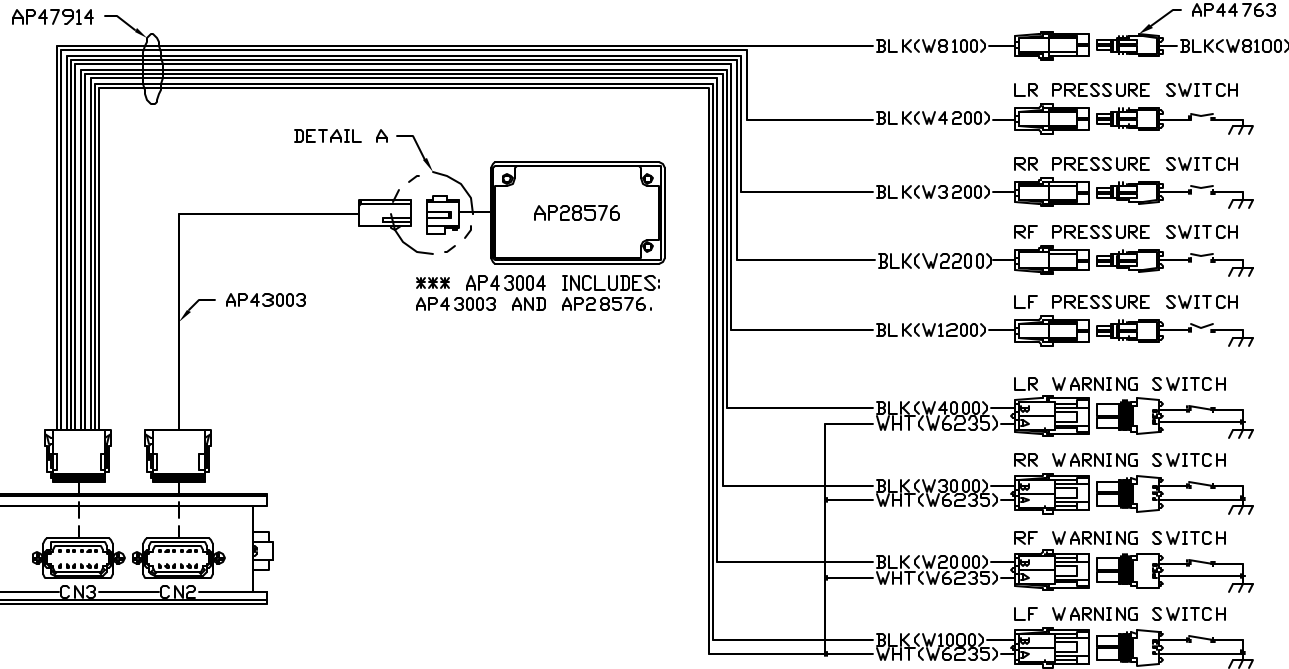 AP47914
AP44763
BLK(W8100)
BLK(W8100)
LR PRESSURE SWITCH
BLK(W4200)
DETAIL A
RR PRESSURE SWITCH
BLK(W3200)
AP28576
RF PRESSURE SWITCH
BLK(W2200)
*** AP43004 INCLUDES:
AP43003 AND AP28576.
AP43003
LF PRESSURE SWITCH
BLK(W1200)
LR WARNING SWITCH
BLK(W4000)
B
WHT(W6235)
A
RR WARNING SWITCH
BLK(W3000)
B
WHT(W6235)
A
RF WARNING SWITCH
BLK(W2000)
B
WHT(W6235)
A
CN3
CN2
LF WARNING SWITCH
BLK(W1000)
B
WHT(W6235)
A